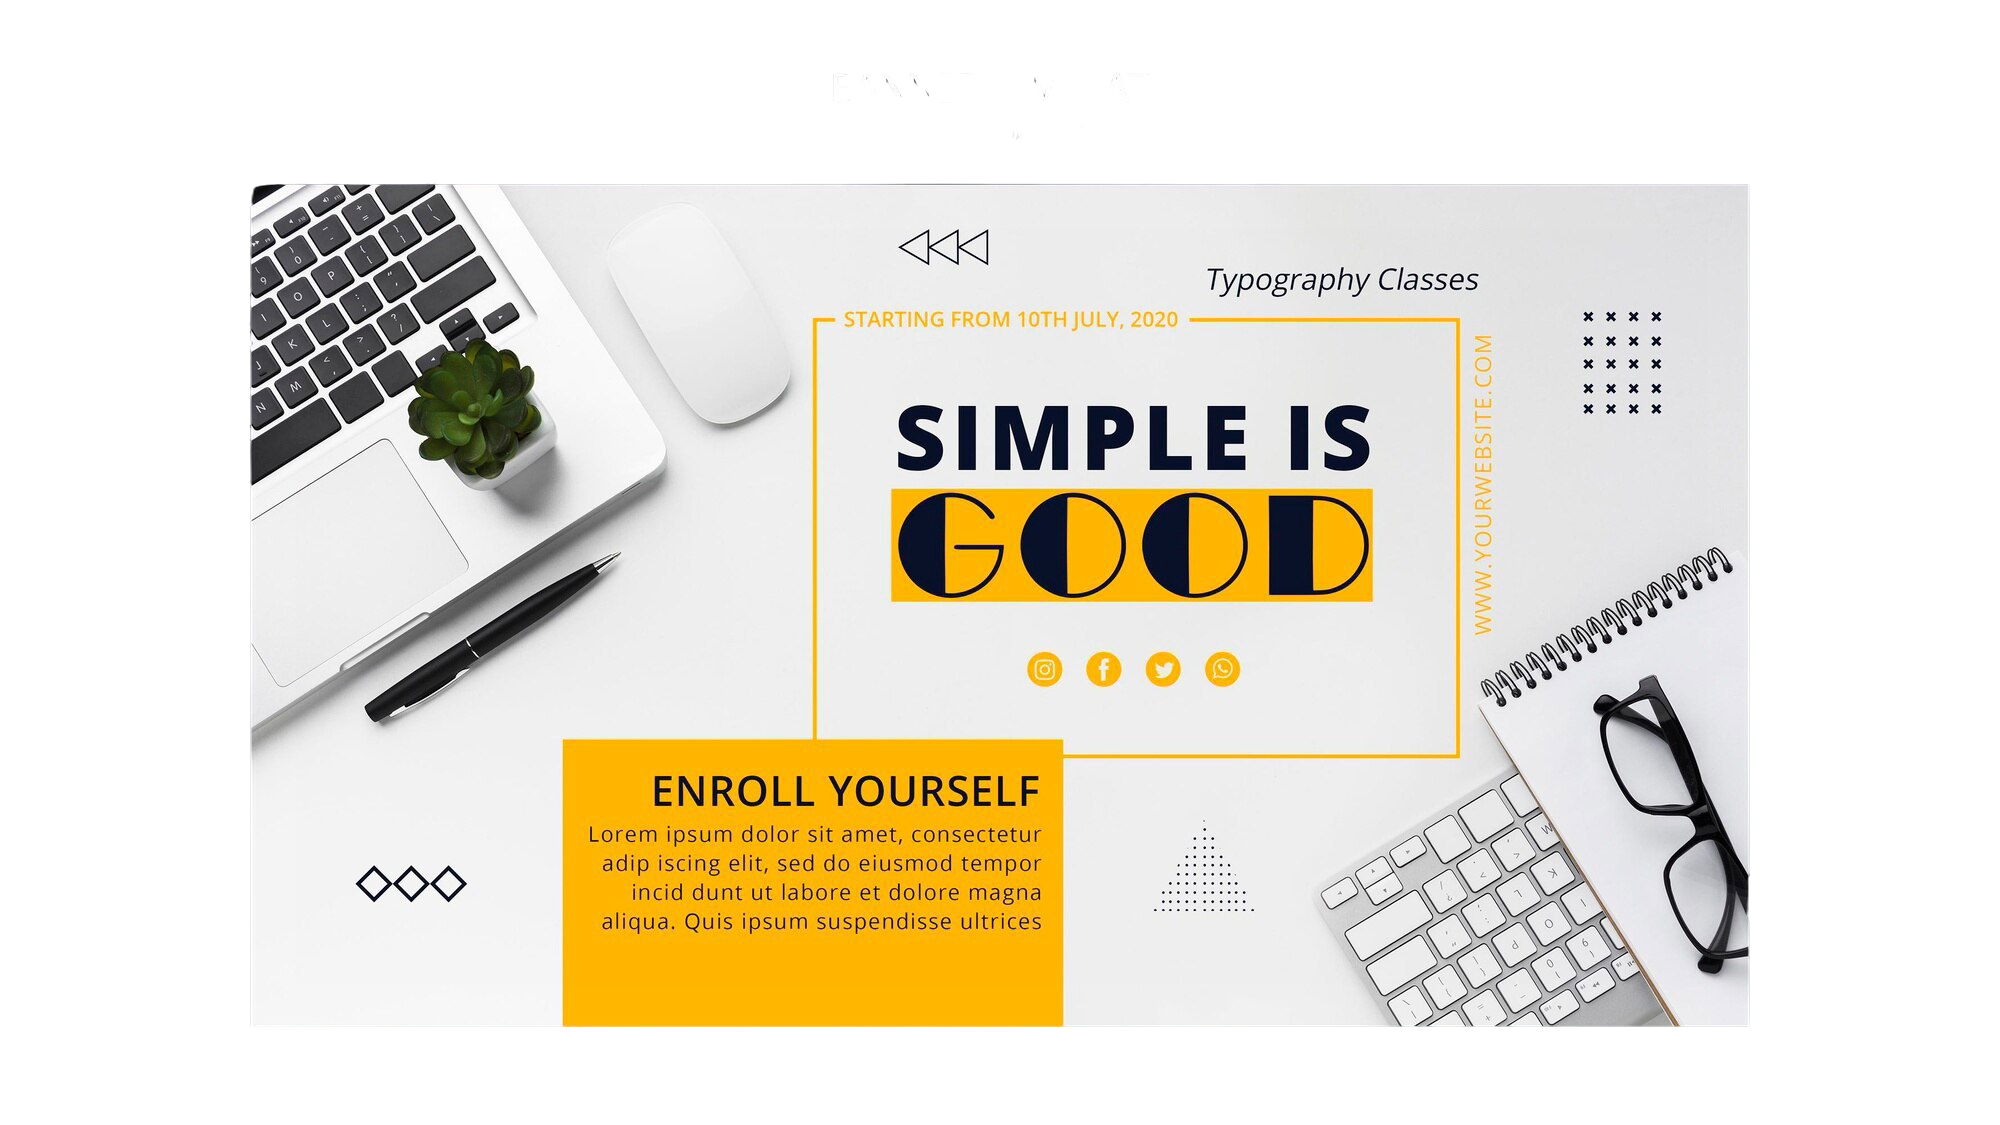 Typography Classes
STARTING FROM 10TH JULY, 2020
SIMPLE IS
GOOD
WWW.YOURWEBSITE.COM
ENROLL YOURSELF
Lorem ipsum dolor sit amet, consectetur
adip iscing elit, sed do eiusmod tempor
incid dunt ut labore et dolore magna
aliqua. Quis ipsum suspendisse ultrices